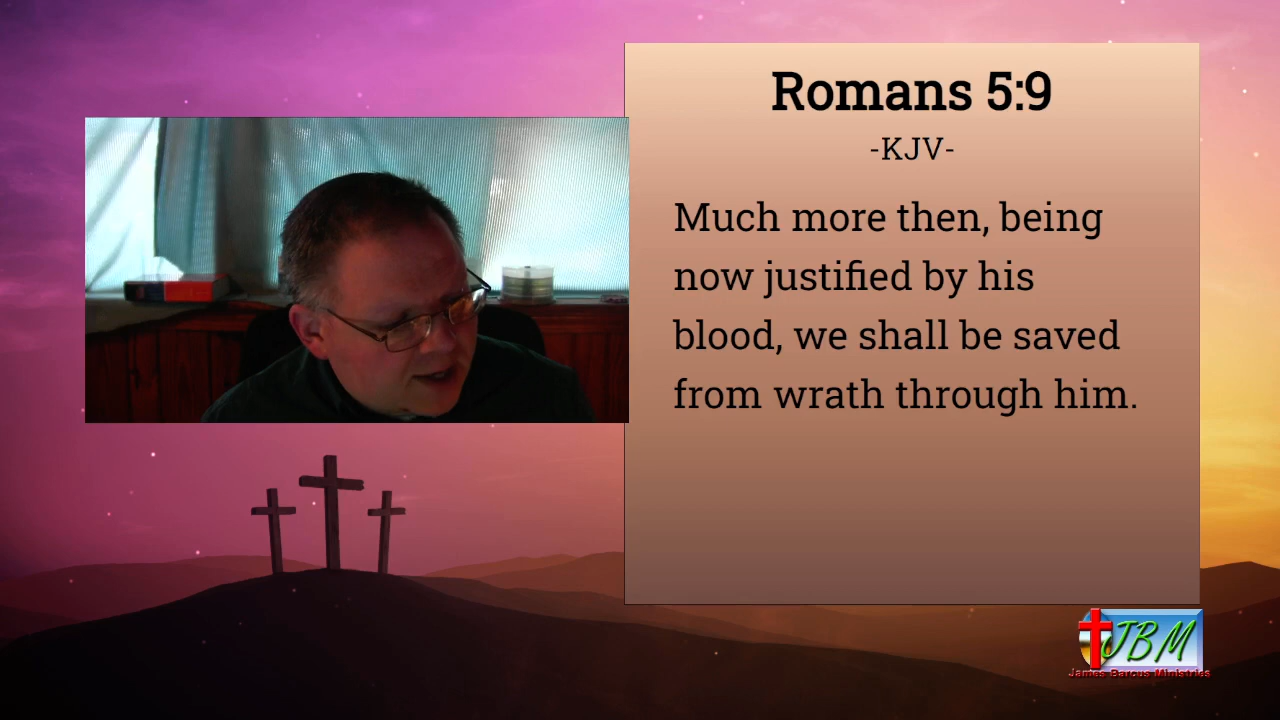 Romans 5:9
-KJV-
Much more then, being
now justified by his
blood, we shall be saved
from wrath through him.
JBM
James Barcus Ministries